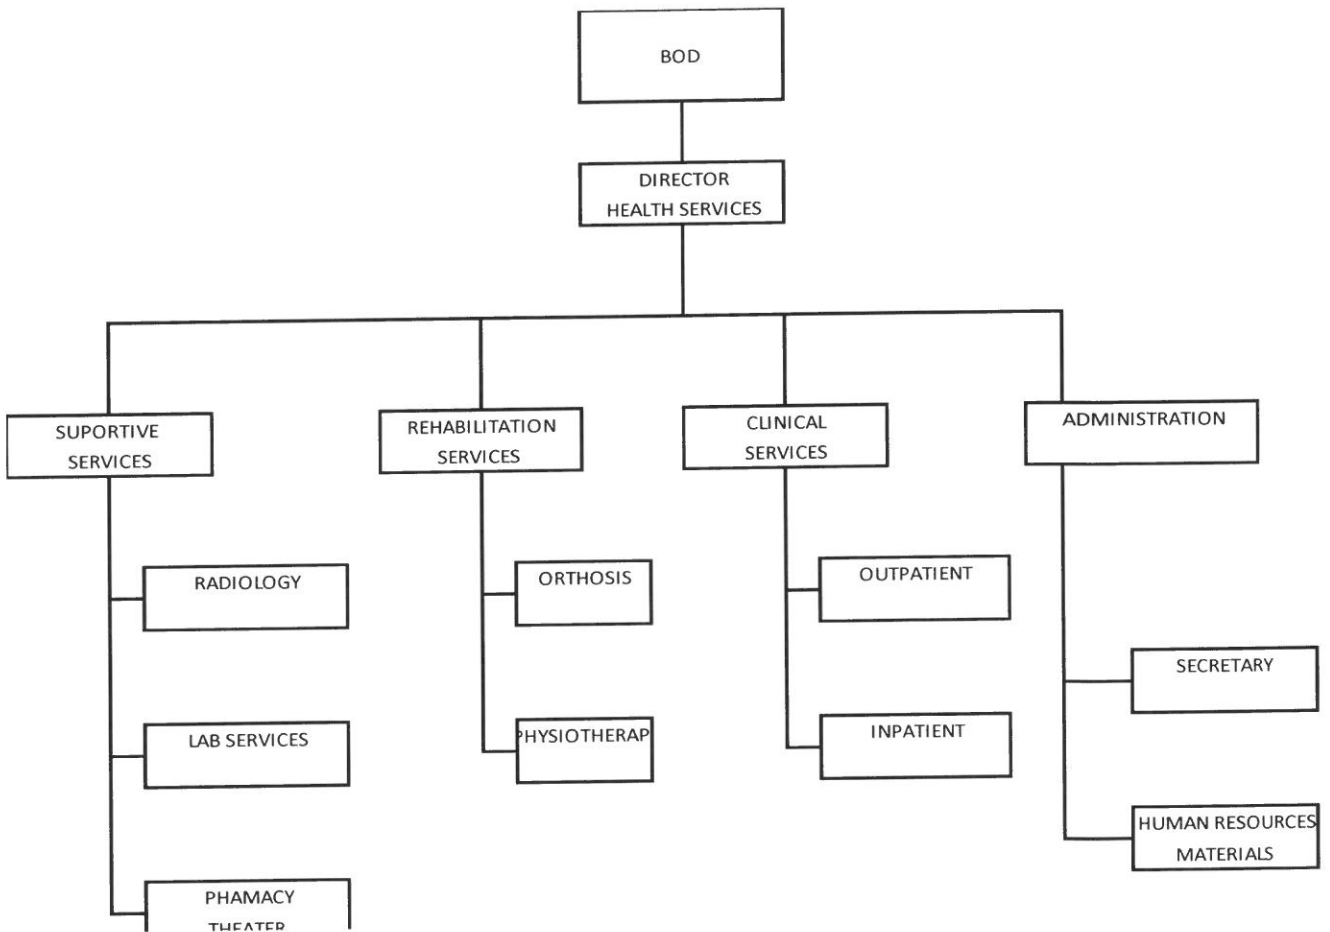 BOD
DIRECTOR
HEALTH SERVICES
SUPORTIVE
SERVICES
REHABILITATION
SERVICES
CLINICAL
SERVICES
ADMINISTRATION
RADIOLOGY
ORTHOSIS
OUTPATIENT
SECRETARY
LAB SERVICES
PHYSIOTHERAP
INPATIENT
HUMAN RESOURCES
MATERIALS
PHAMACY
THEATER